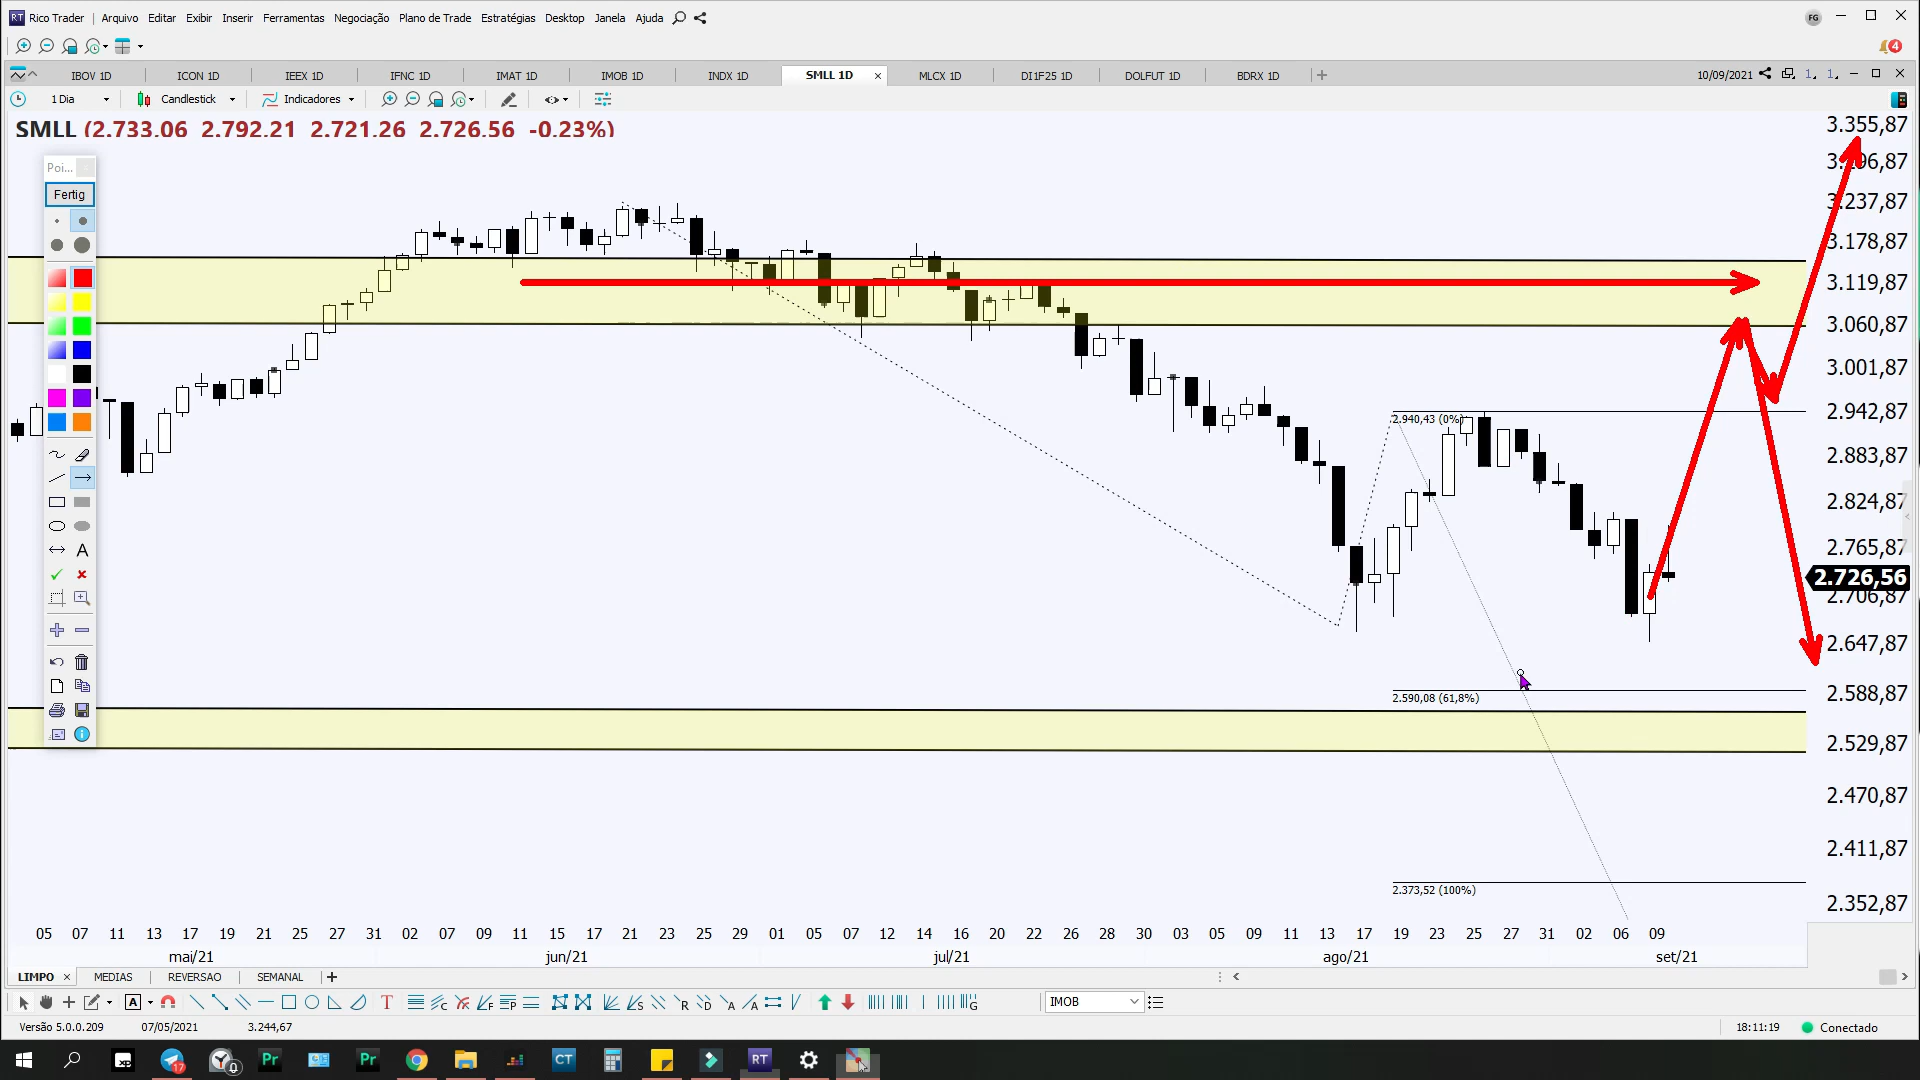 RT Rico Trader Arquivo Editar Exibir Inserir Ferramentas Negociação Plano de Trade Estratégias Desktop Janela Ajuda FG
4
IBOV 1D ICON 1D IEEX 1D IFNC 1D IMAT 1D IMOB 1D INDX 1D SMLL 1D × MLCX 1D DI1F25 1D DOLFUT 1D BDRX 1D + 10/09/2021
1 Dia Candlestick Indicadores
SMLL (2.733,06 2.792,21 2.721,26 2.726,56 -0,23%)
3.355,87
Poi...
Fertig
3.237,87
3.178,87
3.119,87
3.060,87
3.001,87
2.942,87
2.940,43 (0%)
2.883,87
2.824,87
2.765,87
2.726,56
2.706,87
2.647,87
2.588,87
2.590,08 (61,8%)
2.529,87
2.470,87
2.411,87
2.373,52 (100%)
2.352,87
05 07 11 13 17 19 21 25 27 31 02 07 09 11 15 17 21 23 25 29 01 05 07 12 14 16 20 22 26 28 30 03 05 09 11 13 17 19 23 25 27 31 02 06 09
mai/21 jun/21 jul/21 ago/21 set/21
LIMPO × MEDIAS REVERSAO SEMANAL +
IMOB
Versão 5.0.0.209 07/05/2021 3.244,67 18:11:19 Conectado
XP 17 Pr Pr CT RT